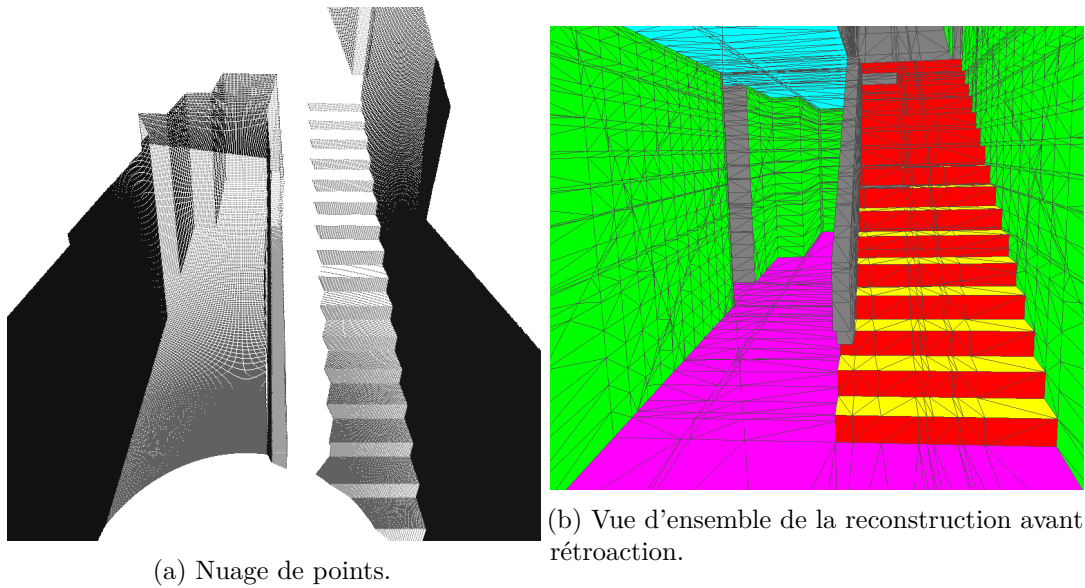 (a) Nuage de points.
(b) Vue d'ensemble de la reconstruction avant
rétroaction.